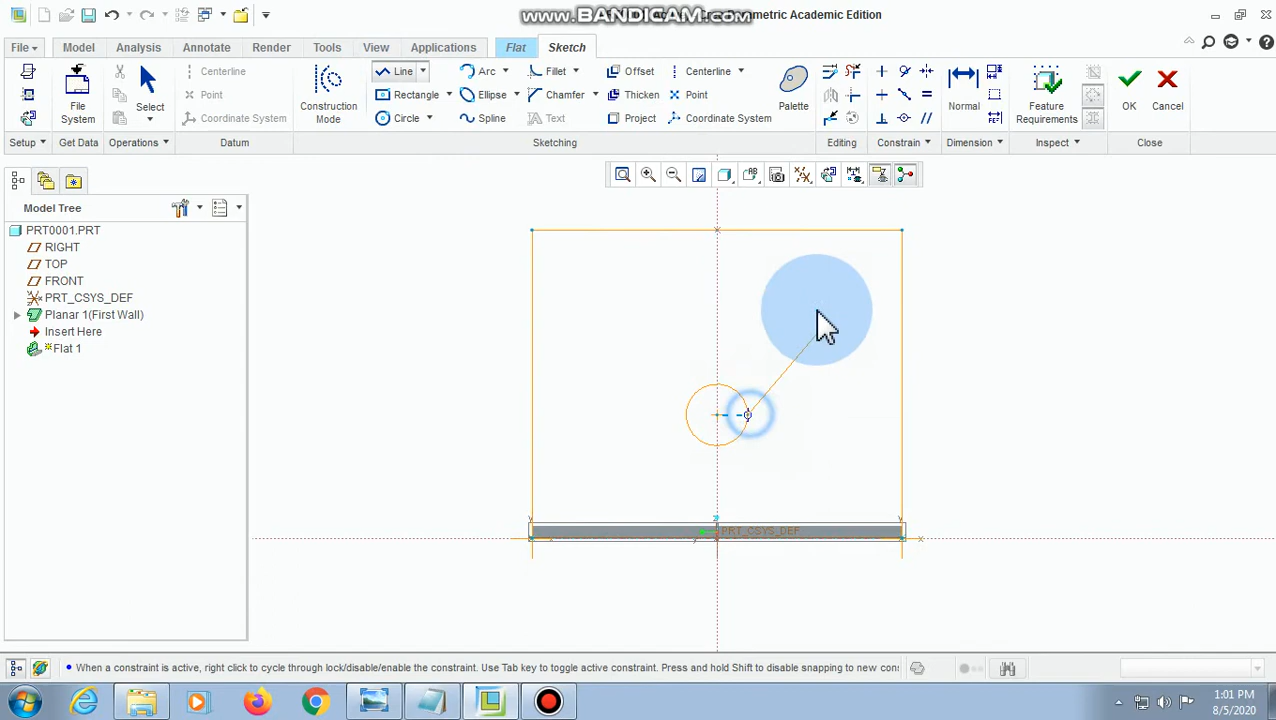 www.BANDICAM.com
metric Academic Edition
File
Model
Analysis
Annotate
Render
Tools
View
Applications
Flat
Sketch
Setup
File System
Get Data
Select
Operations
Centerline
Point
Coordinate System
Datum
Construction Mode
Line
Rectangle
Circle
Arc
Ellipse
Spline
Fillet
Chamfer
Text
Offset
Thicken
Project
Centerline
Point
Coordinate System
Palette
Sketching
Editing
Constrain
Normal
Dimension
Feature Requirements
Inspect
OK
Cancel
Close
Model Tree
PRT0001.PRT
RIGHT
TOP
FRONT
PRT_CSYS_DEF
Planar 1(First Wall)
Insert Here
Flat 1
PRT_CSYS_DEF
When a constraint is active, right click to cycle through lock/disable/enable the constraint. Use Tab key to toggle active constraint. Press and hold Shift to disable snapping to new con
1:01 PM
8/5/2020